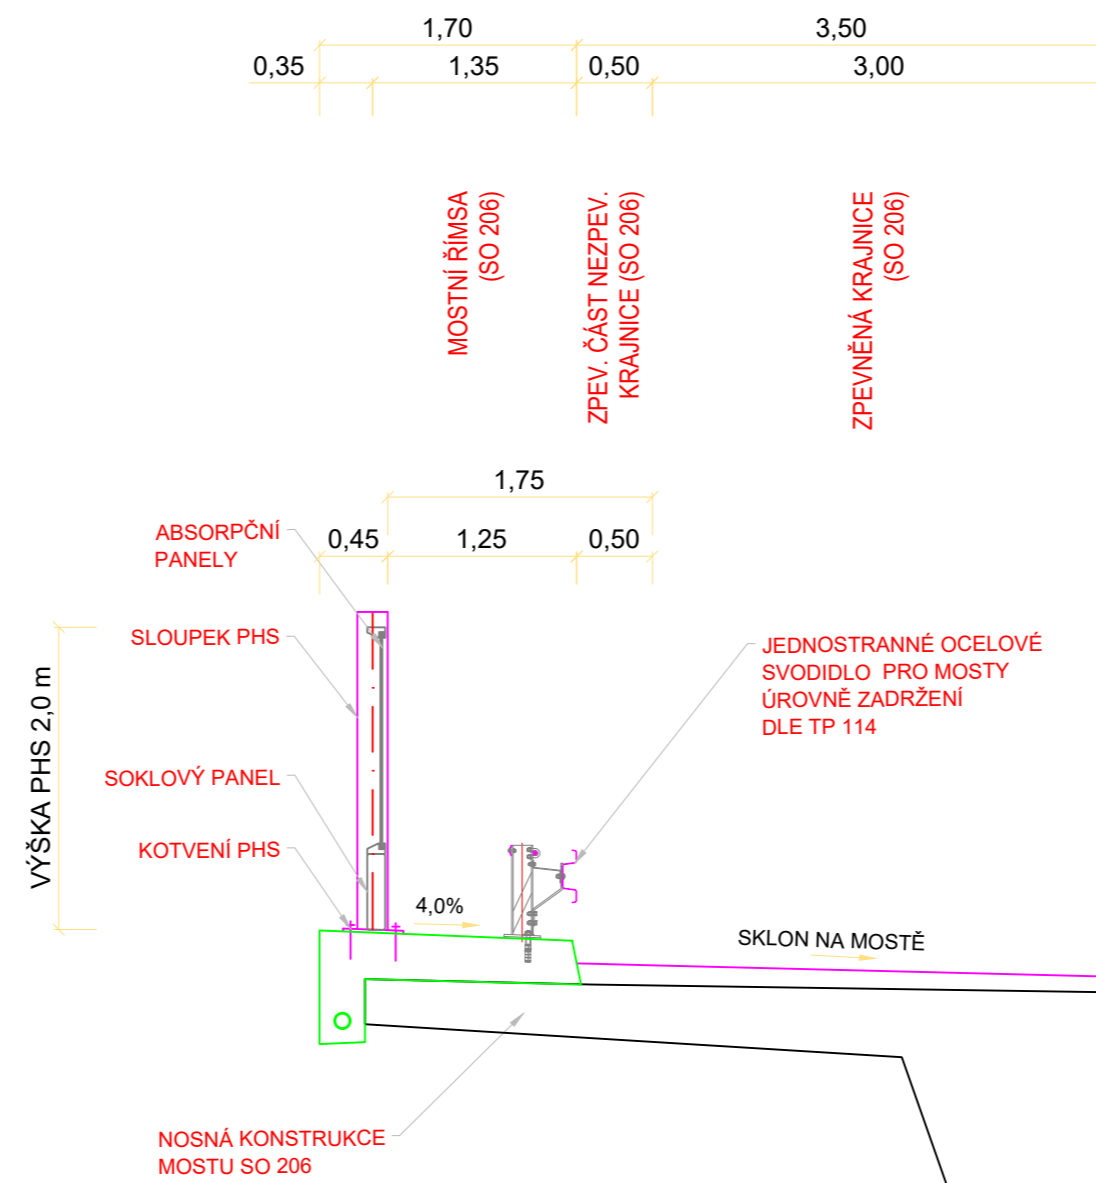 1,70
3,50
0,35
1,35
0,50
3,00
MOSTNÍ ŘÍMSA
(SO 206)
ZPEV. ČÁST NEZPEV.
KRAJNICE (SO 206)
ZPEVNĚNÁ KRAJNICE
(SO 206)
1,75
0,45
1,25
0,50
ABSORPČNÍ
PANELY
SLOUPEK PHS
JEDNOSTRANNÉ OCELOVÉ
SVODIDLO PRO MOSTY
ÚROVNĚ ZADRŽENÍ
DLE TP 114
VÝŠKA PHS 2,0 m
SOKLOVÝ PANEL
KOTVENÍ PHS
4,0%
SKLON NA MOSTĚ
NOSNÁ KONSTRUKCE
MOSTU SO 206